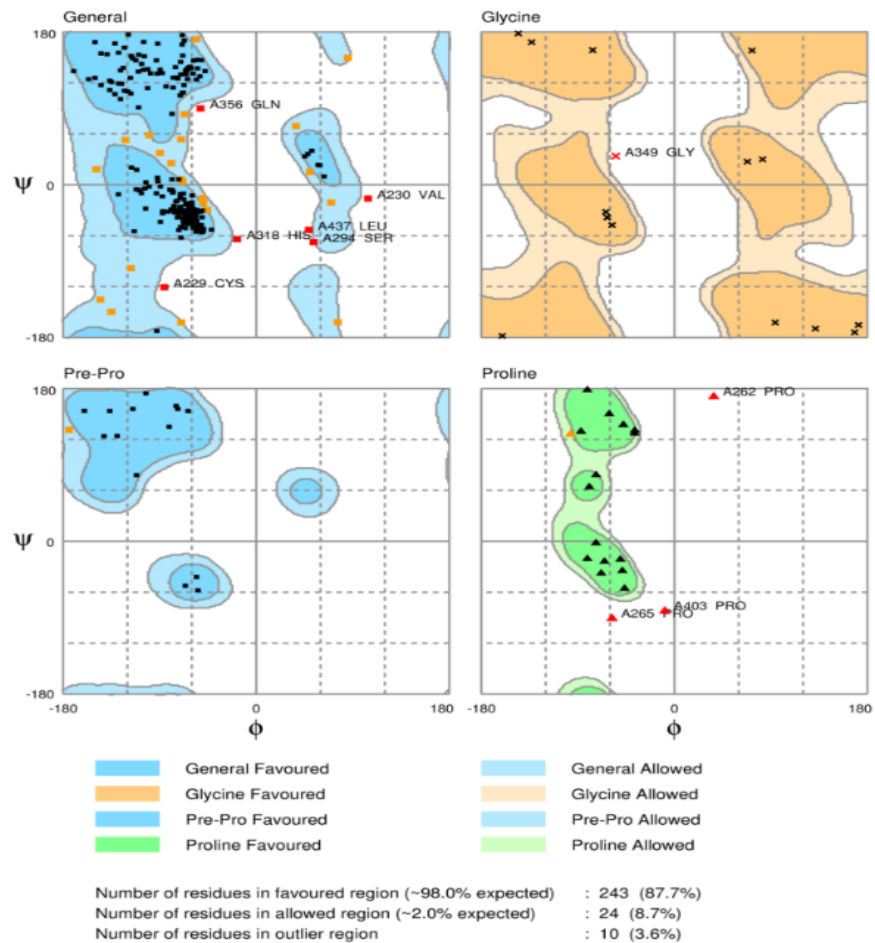 General
Glycine
180
A356 GLN
A349 GLY
Ψ
0
A230 VAL
A437 LEU
A318 HIS
A294 SER
A229 CYS
-180
Pre-Pro
Proline
180
A262 PRO
Ψ
0
A403 PRO
A265 PRO
-180
-180
0
180
-180
0
180
ϕ
ϕ
General Favoured
General Allowed
Glycine Favoured
Glycine Allowed
Pre-Pro Favoured
Pre-Pro Allowed
Proline Favoured
Proline Allowed
Number of residues in favoured region (~98.0% expected) : 243 (87.7%)
Number of residues in allowed region (~2.0% expected) : 24 (8.7%)
Number of residues in outlier region : 10 (3.6%)